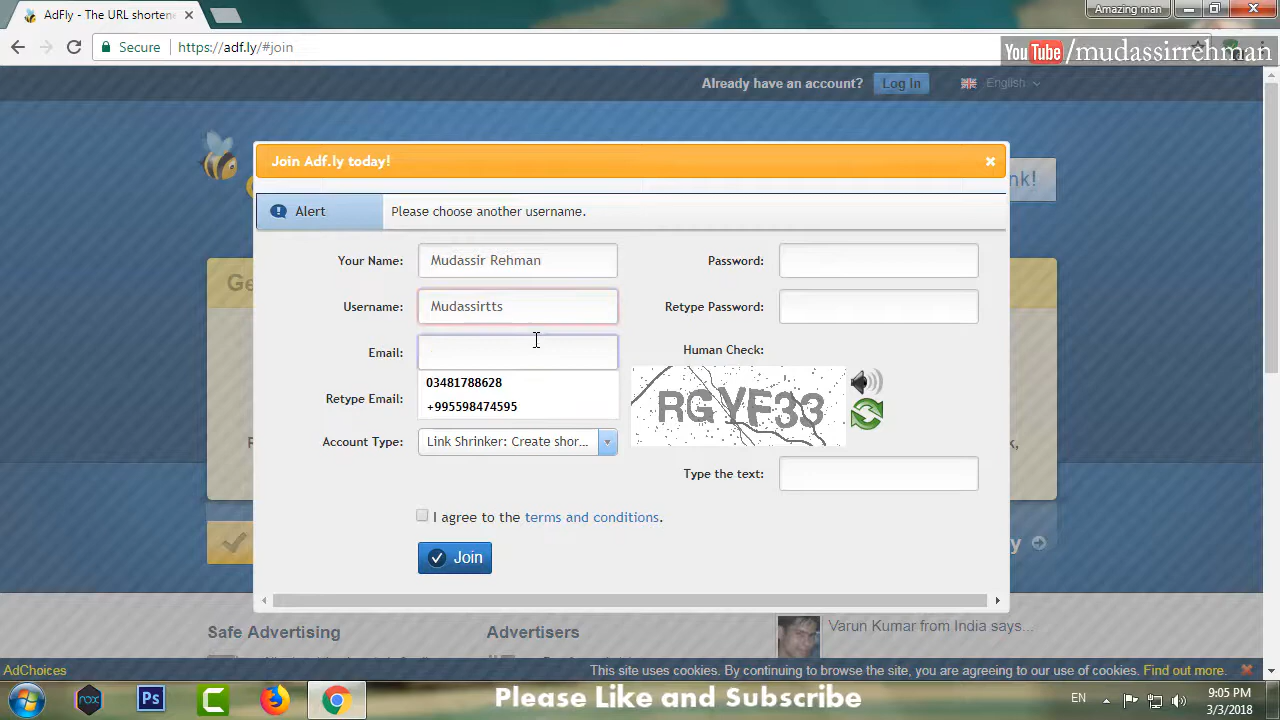 AdFly - The URL shortene
Amazing man
Secure
https://adf.ly/#join
YouTube/mudassirrehman
Already have an account?
Log In
English
Join Adf.ly today!
nk!
Alert
Please choose another username.
Your Name:
Mudassir Rehman
Password:
Username:
Mudassirtts
Retype Password:
Ge
Email:
Human Check:
03481788628
+995598474595
Retype Email:
RGYF33
Account Type:
Link Shrinker: Create shor...
Type the text:
I agree to the terms and conditions.
Join
y
Safe Advertising
Advertisers
Varun Kumar from India says...
AdChoices
This site uses cookies. By continuing to browse the site, you are agreeing to our use of cookies. Find out more.
nox
Ps
Please Like and Subscribe
EN
9:05 PM
3/3/2018